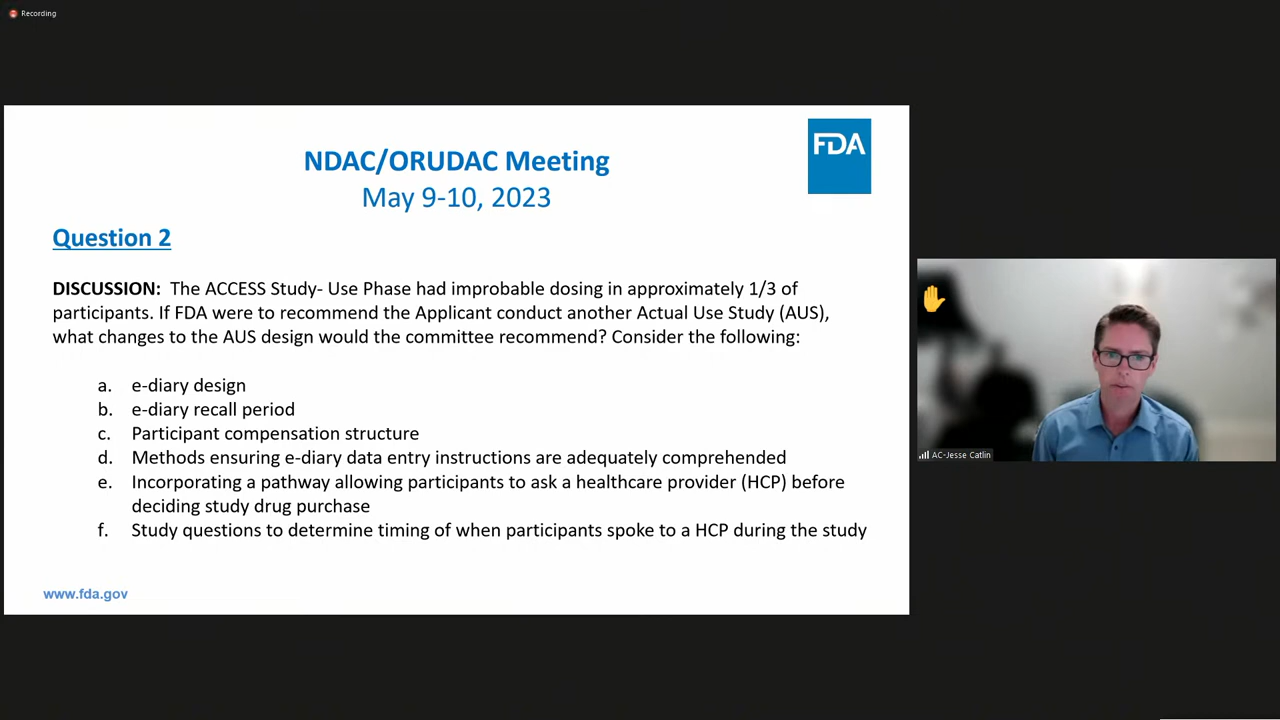 Recording
FDA
NDAC/ORUDAC Meeting
May 9-10, 2023
Question 2
DISCUSSION: The ACCESS Study- Use Phase had improbable dosing in approximately 1/3 of
participants. If FDA were to recommend the Applicant conduct another Actual Use Study (AUS),
what changes to the AUS design would the committee recommend? Consider the following:
a. e-diary design
b. e-diary recall period
c. Participant compensation structure
d. Methods ensuring e-diary data entry instructions are adequately comprehended
e. Incorporating a pathway allowing participants to ask a healthcare provider (HCP) before
deciding study drug purchase
f. Study questions to determine timing of when participants spoke to a HCP during the study
www.fda.gov
AC-Jesse Catlin